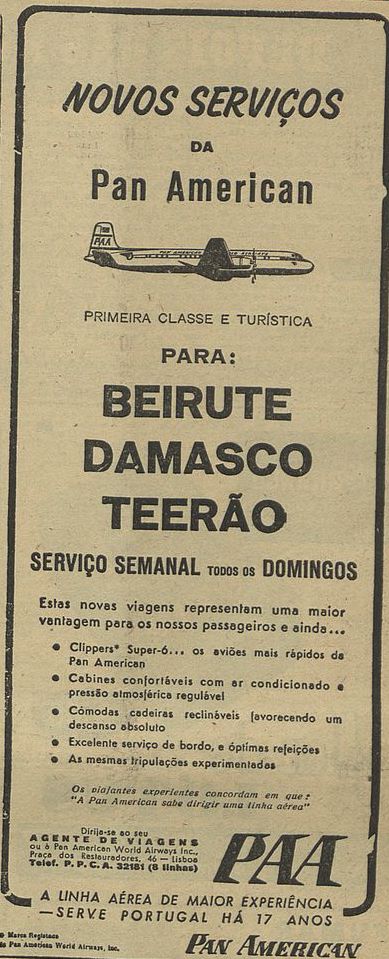 NOVOS SERVIÇOS
DA
Pan American
PAA
PRIMEIRA CLASSE E TURÍSTICA
PARA:
BEIRUTE
DAMASCO
TEERÃO
SERVIÇO SEMANAL TODOS OS DOMINGOS
Estas novas viagens representam uma maior
vantagem para os nossos passageiros e ainda...
• Clippers* Super-6... os aviões mais rápidos da
Pan American
• Cabines confortáveis com ar condicionado e
pressão atmosférica regulável
• Cómodas cadeiras reclináveis favorecendo um
descanso absoluto
• Excelente serviço de bordo, e óptimas refeições
• As mesmas tripulações experimentadas
Os viajantes experientes concordam em que:
"A Pan American sabe dirigir uma linha aérea"
Dirija-se ao seu
AGENTE DE VIAGENS
ou à Pan American World Airways Inc.,
Praça dos Restauradores, 46 — Lisboa
Telef. P. P. C. A. 32181 (8 linhas)
PAA
A LINHA AÉREA DE MAIOR EXPERIÊNCIA
—SERVE PORTUGAL HÁ 17 ANOS
Marca Registada
da Pan American World Airways, Inc.
PAN AMERICAN